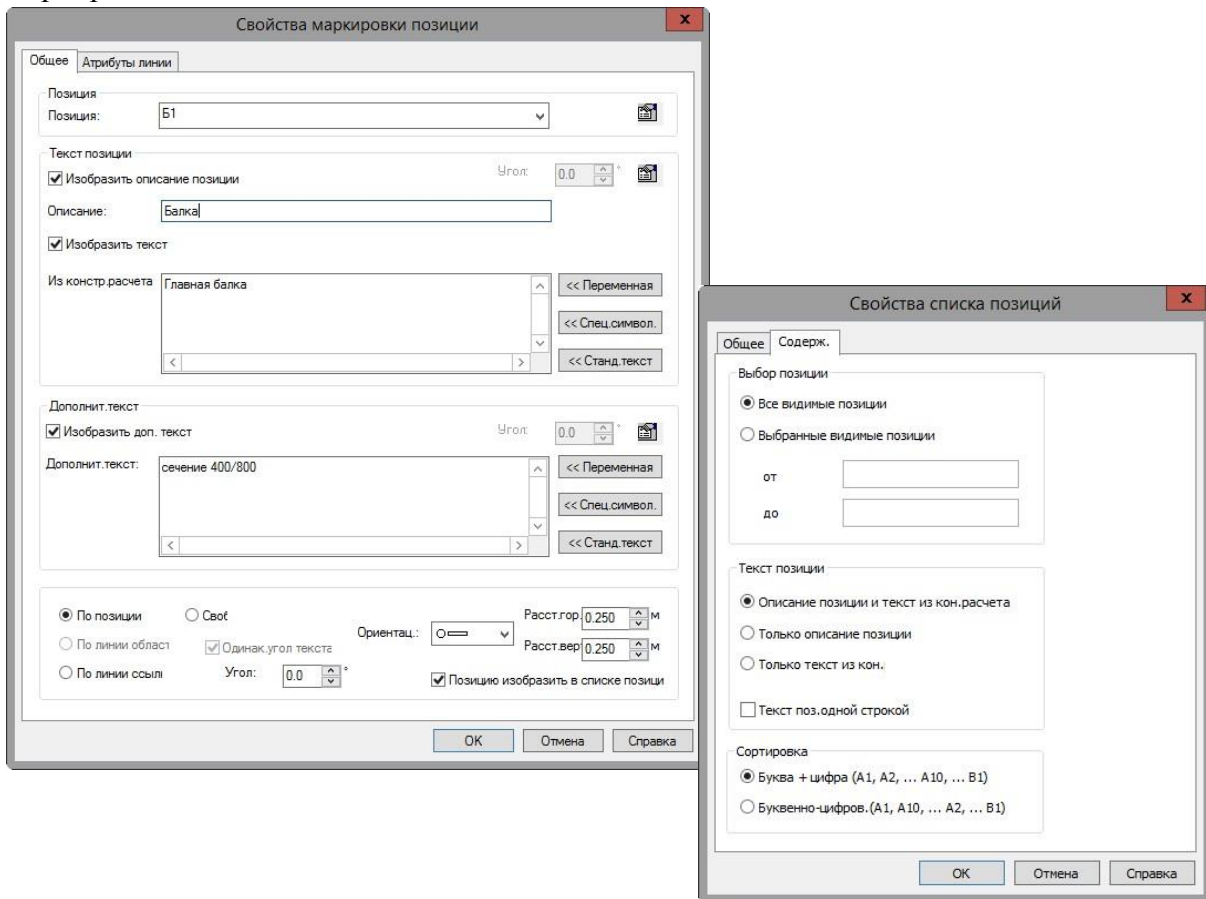 Свойства маркировки позиции
x
Общее Атрибуты линии
Позиция
Позиция: Б1
Текст позиции
Изобразить описание позиции Угол: 0.0 °
Описание: Балка
Изобразить текст
Из констр.расчета Главная балка << Переменная
<< Спец.символ.
<< Станд.текст
Дополнит.текст
Изобразить доп. текст Угол: 0.0 °
Дополнит.текст: сечение 400/800 << Переменная
<< Спец.символ.
<< Станд.текст
По позиции Своб Расст.гор. 0.250 м
По линии област Одинак.угол текста Ориентац.: Расст.вер 0.250 м
По линии ссыл Угол: 0.0 ° Позицию изобразить в списке позици
OK Отмена Справка
Свойства списка позиций
x
Общее Содерж.
Выбор позиции
Все видимые позиции
Выбранные видимые позиции
от
до
Текст позиции
Описание позиции и текст из кон.расчета
Только описание позиции
Только текст из кон.
Текст поз.одной строкой
Сортировка
Буква + цифра (A1, A2, ... A10, ... B1)
Буквенно-цифров.(A1, A10, ... A2, ... B1)
OK Отмена Справка